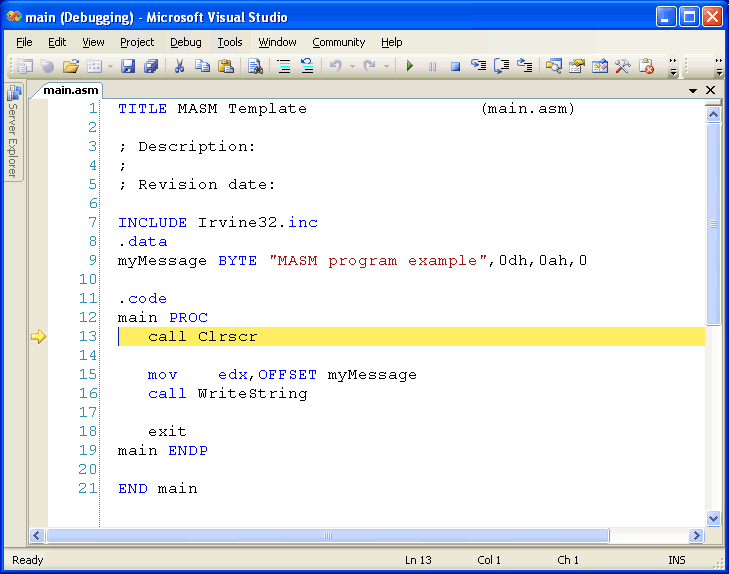 main (Debugging) - Microsoft Visual Studio
File Edit View Project Debug Tools Window Community Help
main.asm
Server Explorer
1 TITLE MASM Template (main.asm)
2
3 ; Description:
4 ;
5 ; Revision date:
6
7 INCLUDE Irvine32.inc
8 .data
9 myMessage BYTE "MASM program example",0dh,0ah,0
10
11 .code
12 main PROC
13 call Clrscr
14
15 mov edx,OFFSET myMessage
16 call WriteString
17
18 exit
19 main ENDP
20
21 END main
Ready Ln 13 Col 1 Ch 1 INS